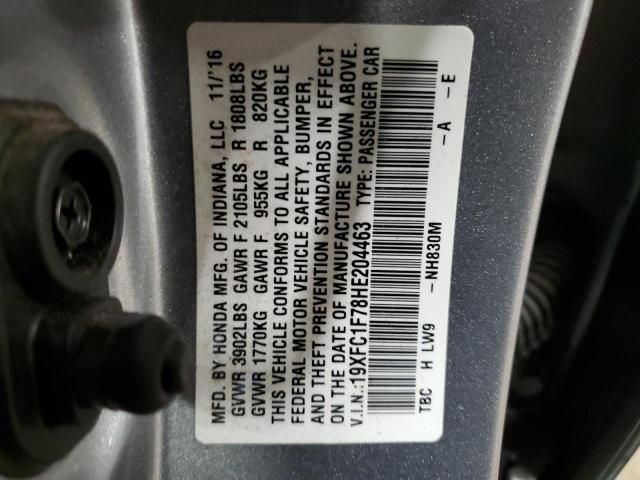 MFD. BY HONDA MFG. OF INDIANA, LLC 11/'16
GVWR 3902LBS GAWR F 2105LBS R 1808LBS
GVWR 1770KG GAWR F 955KG R 820KG
THIS VEHICLE CONFORMS TO ALL APPLICABLE
FEDERAL MOTOR VEHICLE SAFETY, BUMPER,
AND THEFT PREVENTION STANDARDS IN EFFECT
ON THE DATE OF MANUFACTURE SHOWN ABOVE.
V.I.N.:19XFC1F78HE204463 TYPE: PASSENGER CAR
TBC H LW9 -NH830M -A -E